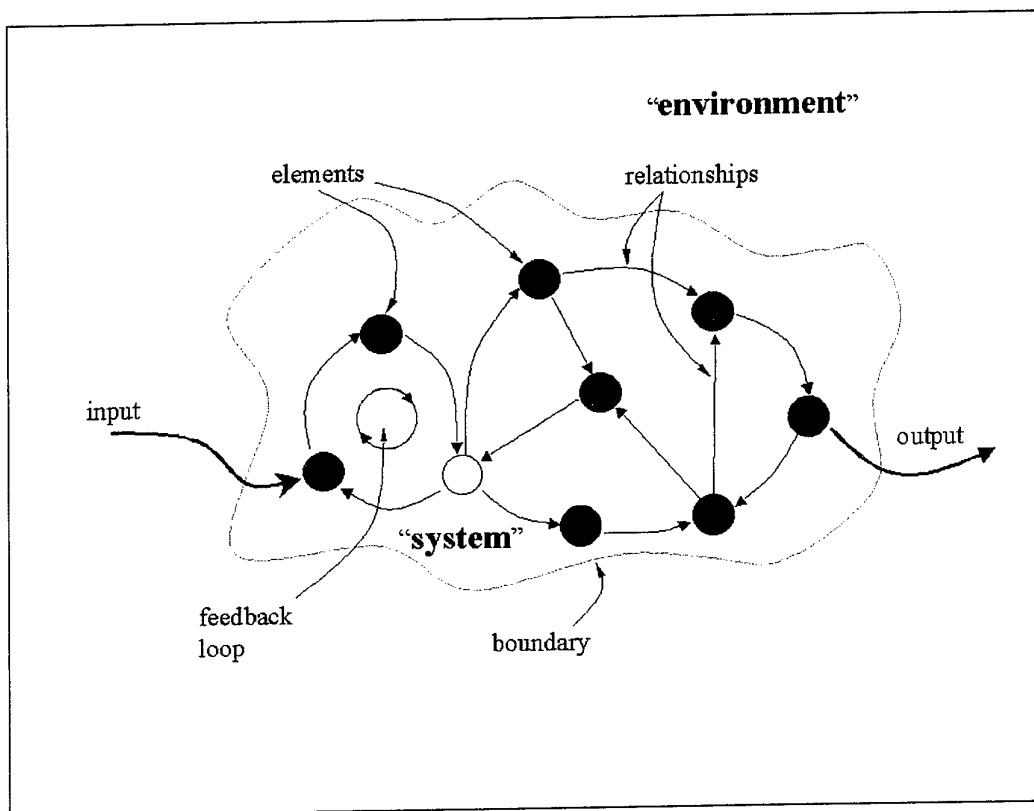 “environment”
elements
relationships
input
output
“system”
feedback
loop
boundary